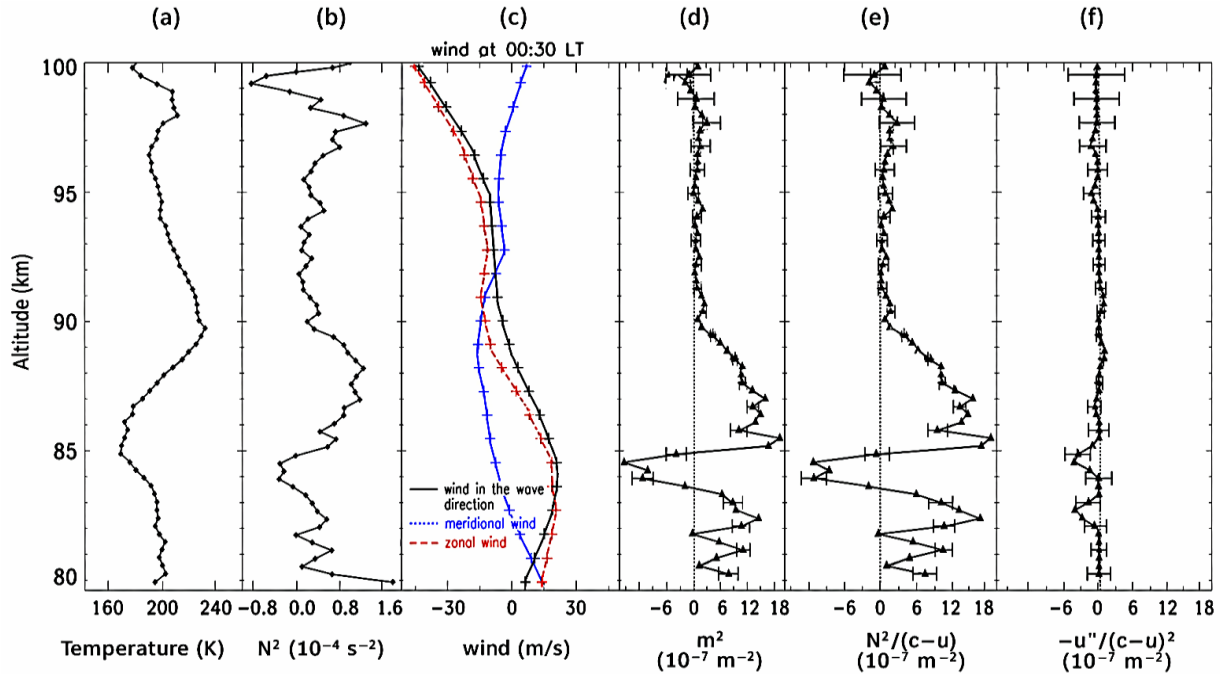 (a) (b) (c) (d) (e) (f)
wind at 00:30 LT
Altitude (km)
100
95
90
85
80
wind in the wave
direction
meridional wind
zonal wind
160 200 240 −0.8 0.0 0.8 1.6 −30 0 30 −6 0 6 12 18 −6 0 6 12 18 −6 0 6 12 18
Temperature (K) N² (10⁻⁴ s⁻²) wind (m/s) m² N²/(c−u) −u"/(c−u)²
(10⁻⁷ m⁻²) (10⁻⁷ m⁻²) (10⁻⁷ m⁻²)